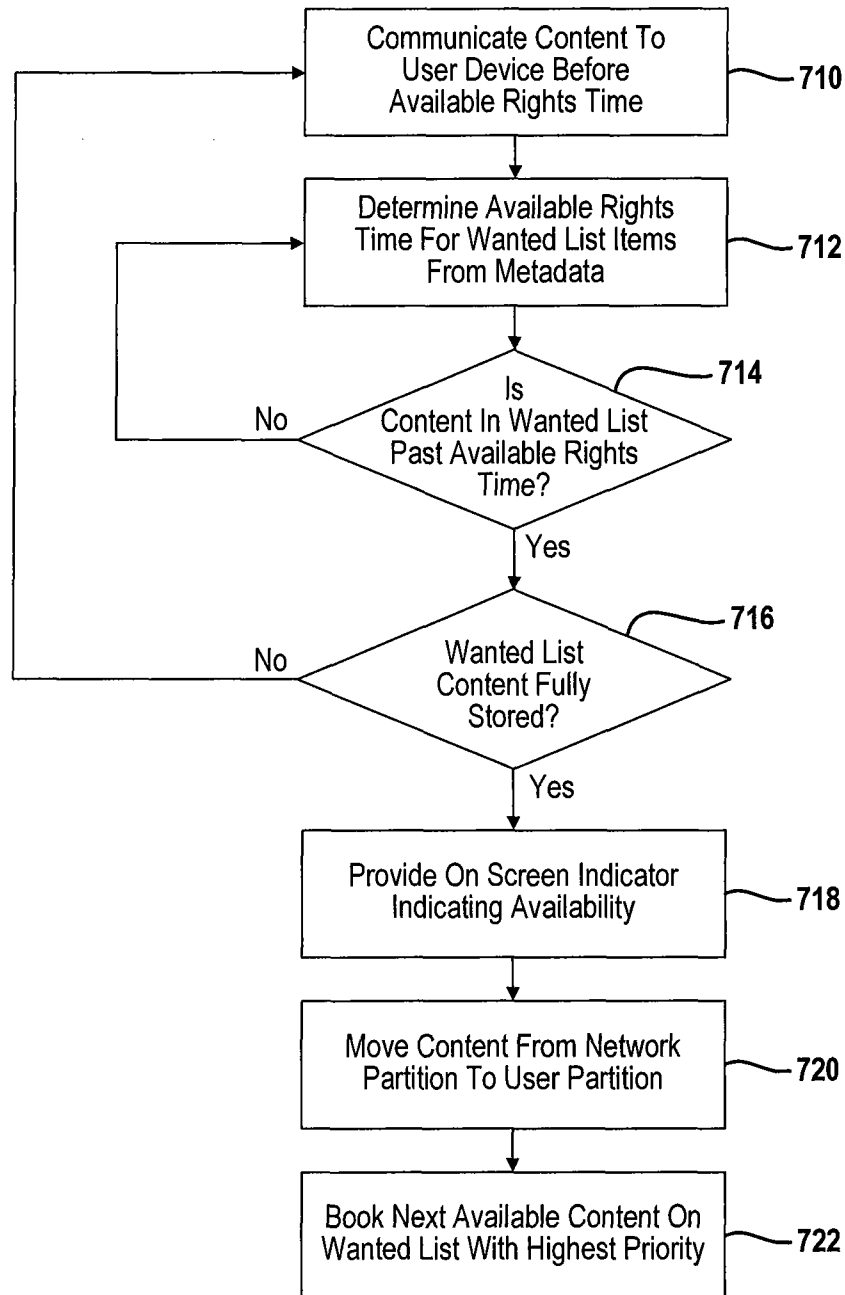 Communicate Content To
User Device Before
Available Rights Time
710
Determine Available Rights
Time For Wanted List Items
From Metadata
712
714
Is
Content In Wanted List
Past Available Rights
Time?
No
Yes
716
Wanted List
Content Fully
Stored?
No
Yes
Provide On Screen Indicator
Indicating Availability
718
Move Content From Network
Partition To User Partition
720
Book Next Available Content On
Wanted List With Highest Priority
722